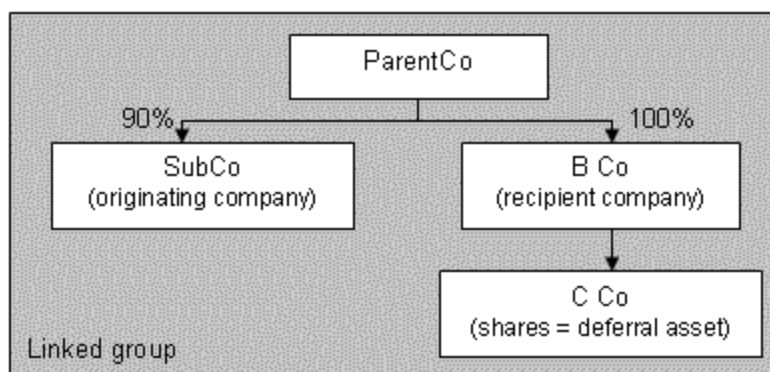 ParentCo
90%
100%
SubCo
(originating company)
B Co
(recipient company)
C Co
(shares = deferral asset)
Linked group